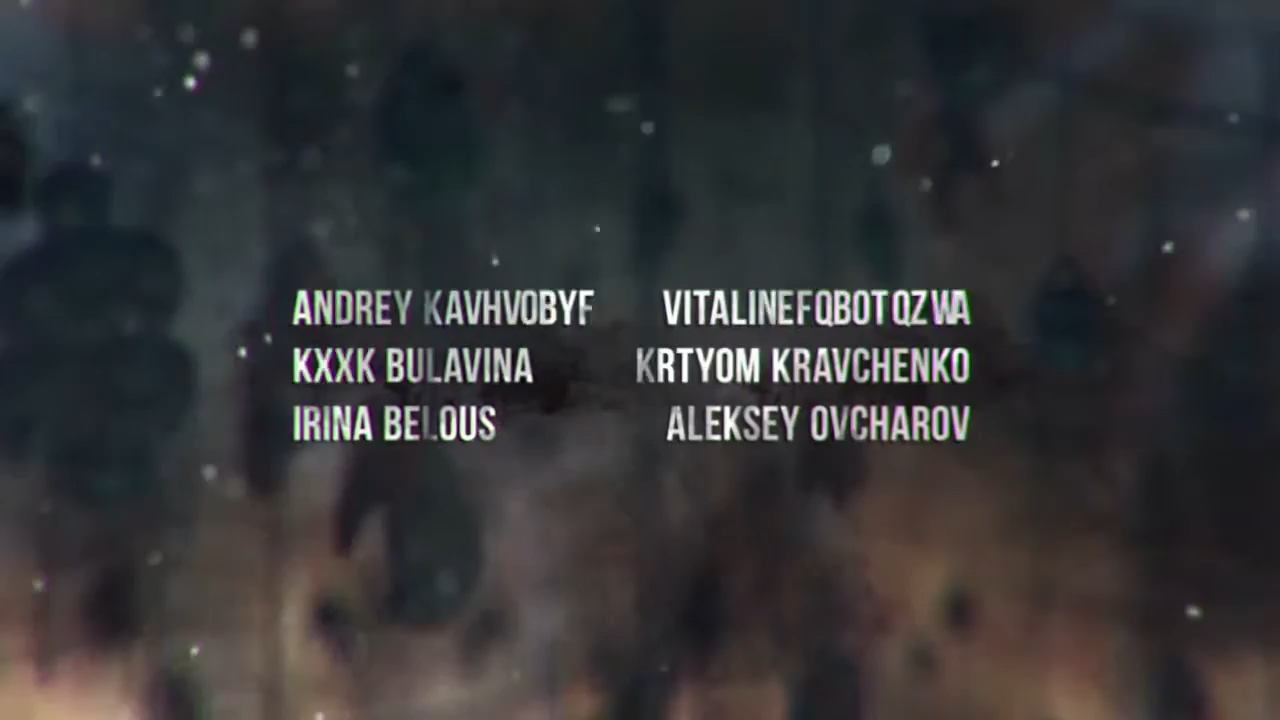 ANDREY KAVHVOBYF
KXXK BULAVINA
IRINA BELOUS
VITALINEFQBOTQZWA
KRTYOM KRAVCHENKO
ALEKSEY OVCHAROV